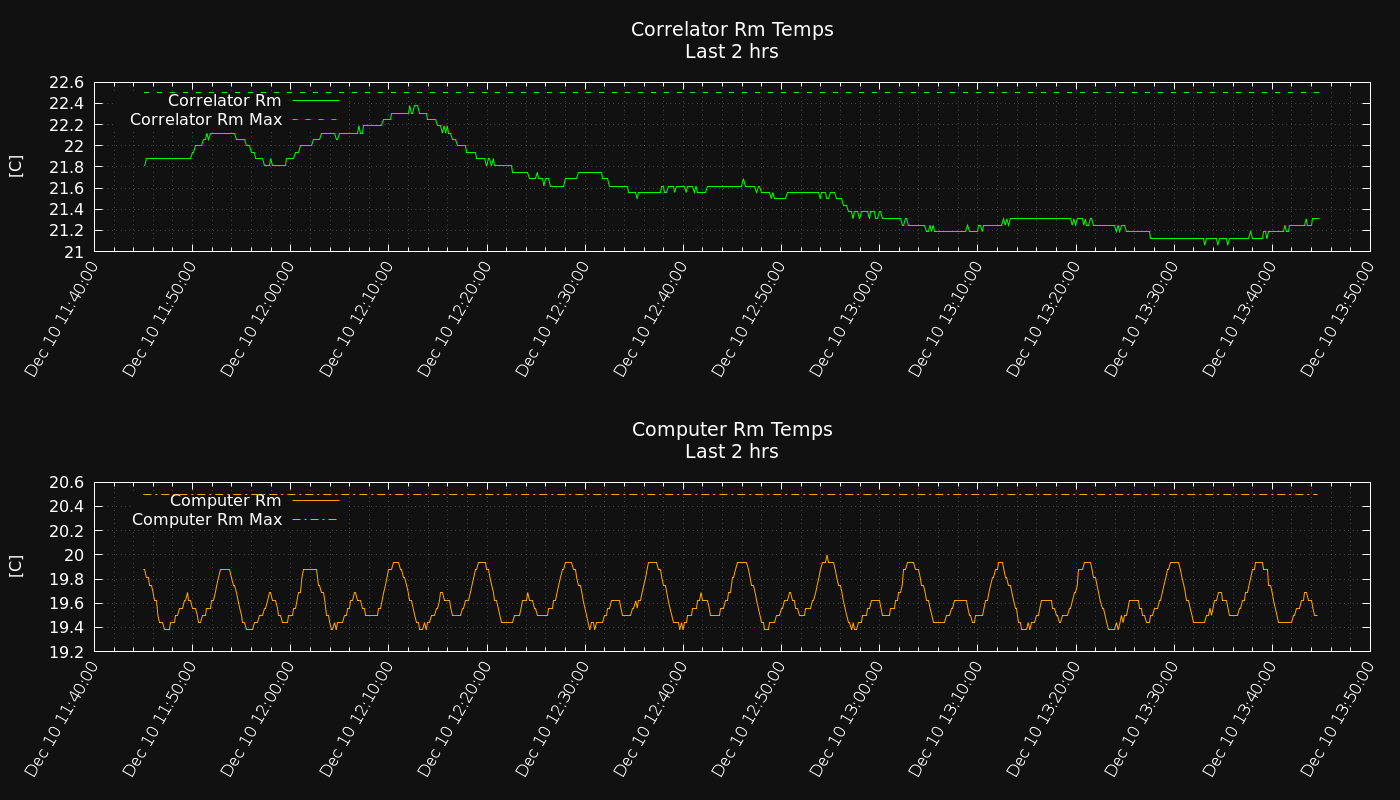 Correlator Rm Temps
Last 2 hrs
22.6
22.4
22.2
22
21.8
21.6
21.4
21.2
21
[C]
Correlator Rm
Correlator Rm Max
Dec 10 11:40:00
Dec 10 11:50:00
Dec 10 12:00:00
Dec 10 12:10:00
Dec 10 12:20:00
Dec 10 12:30:00
Dec 10 12:40:00
Dec 10 12:50:00
Dec 10 13:00:00
Dec 10 13:10:00
Dec 10 13:20:00
Dec 10 13:30:00
Dec 10 13:40:00
Dec 10 13:50:00
Computer Rm Temps
Last 2 hrs
20.6
20.4
20.2
20
19.8
19.6
19.4
19.2
[C]
Computer Rm
Computer Rm Max
Dec 10 11:40:00
Dec 10 11:50:00
Dec 10 12:00:00
Dec 10 12:10:00
Dec 10 12:20:00
Dec 10 12:30:00
Dec 10 12:40:00
Dec 10 12:50:00
Dec 10 13:00:00
Dec 10 13:10:00
Dec 10 13:20:00
Dec 10 13:30:00
Dec 10 13:40:00
Dec 10 13:50:00